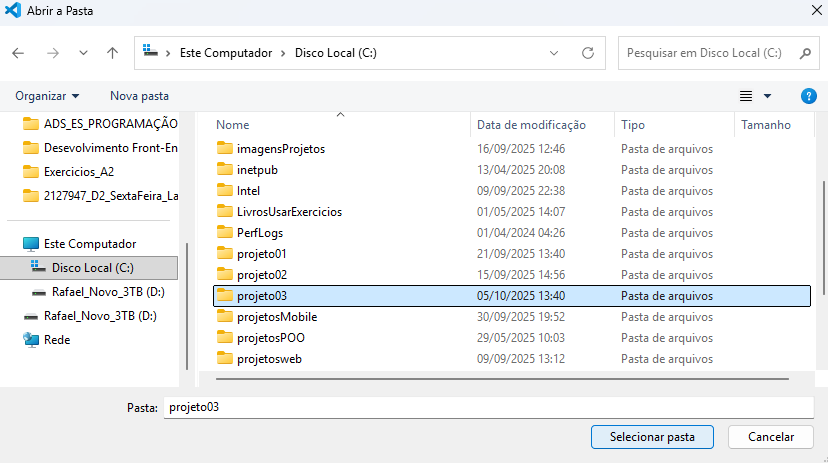 Abrir a Pasta
Este Computador Disco Local (C:)
Pesquisar em Disco Local (C:)
Organizar Nova pasta
?
ADS_ES_PROGRAMAÇÃO
Desevolvimento Front-En
Exercicios_A2
2127947_D2_SextaFeira_La
Este Computador
Disco Local (C:)
Rafael_Novo_3TB (D:)
Rafael_Novo_3TB (D:)
Rede
Nome Data de modificação Tipo Tamanho
imagensProjetos 16/09/2025 12:46 Pasta de arquivos
inetpub 13/04/2025 20:08 Pasta de arquivos
Intel 09/09/2025 22:38 Pasta de arquivos
LivrosUsarExercicios 01/05/2025 14:07 Pasta de arquivos
PerfLogs 01/04/2024 04:26 Pasta de arquivos
projeto01 21/09/2025 13:40 Pasta de arquivos
projeto02 15/09/2025 14:56 Pasta de arquivos
projeto03 05/10/2025 13:40 Pasta de arquivos
projetosMobile 30/09/2025 19:52 Pasta de arquivos
projetosPOO 29/05/2025 10:03 Pasta de arquivos
projetosweb 09/09/2025 13:12 Pasta de arquivos
Pasta: projeto03
Selecionar pasta Cancelar